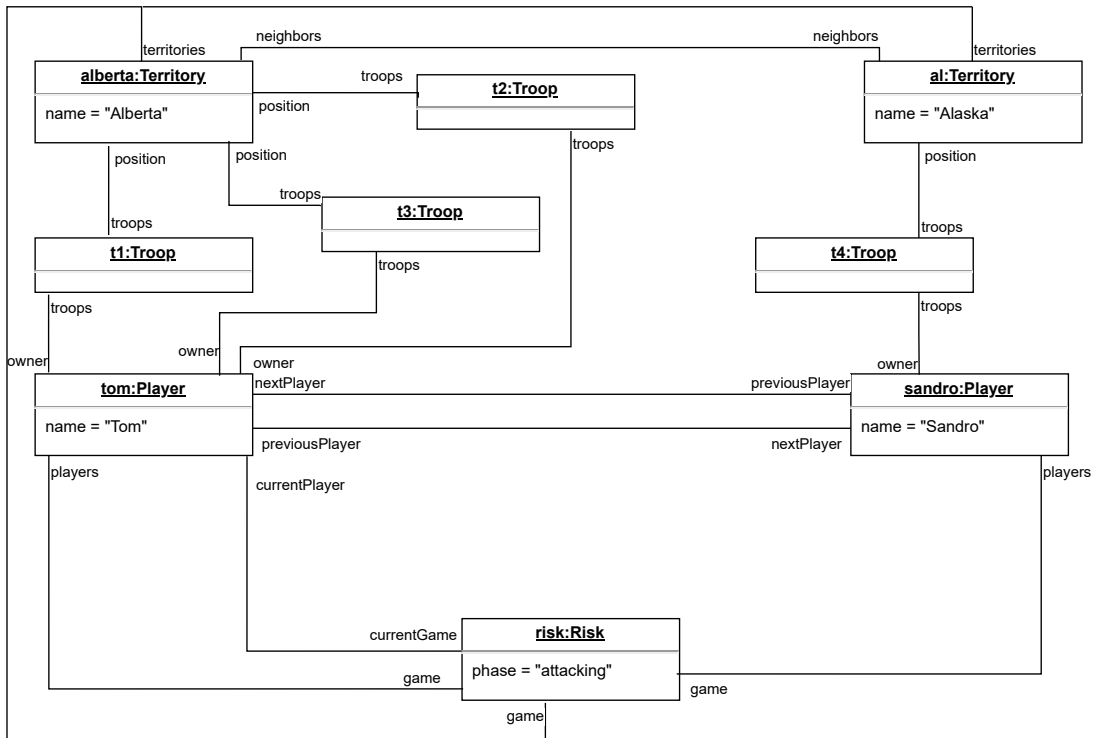 neighbors
neighbors
territories
territories
alberta:Territory
name = "Alberta"
troops
position
t2:Troop
al:Territory
name = "Alaska"
position
position
troops
position
troops
troops
t3:Troop
troops
t1:Troop
t4:Troop
troops
troops
troops
owner
owner
owner
owner
tom:Player
name = "Tom"
nextPlayer
previousPlayer
sandro:Player
name = "Sandro"
previousPlayer
nextPlayer
players
currentPlayer
players
currentGame
risk:Risk
phase = "attacking"
game
game
game